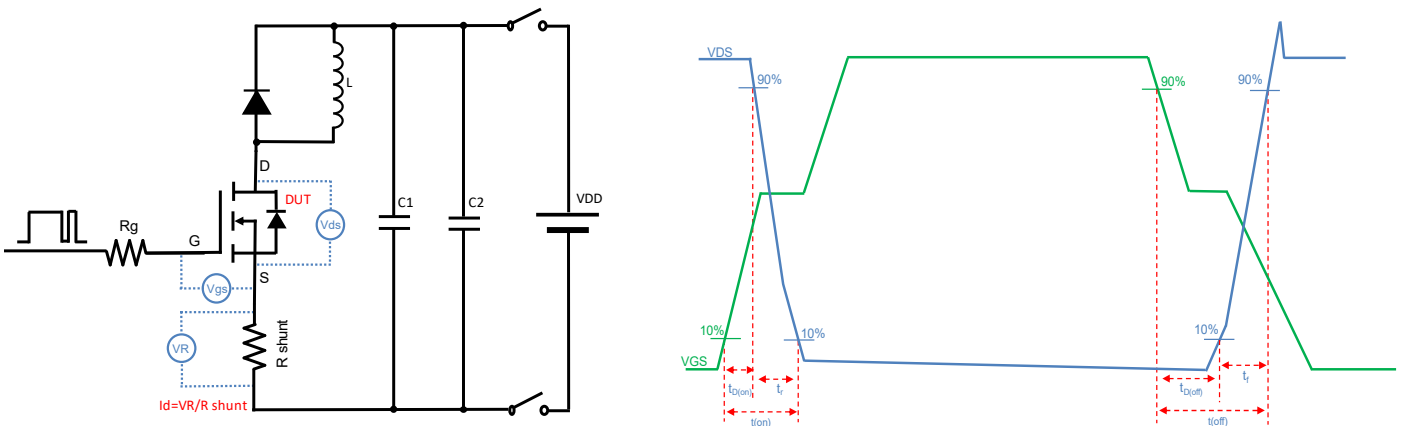 L
D
DUT
C1
C2
VDD
Rg
G
Vds
S
Vgs
VR
R shunt
Id=VR/R shunt
VDS
90%
90%
90%
10%
10%
10%
VGS
tD(on)
tr
t(on)
tD(off)
tf
t(off)